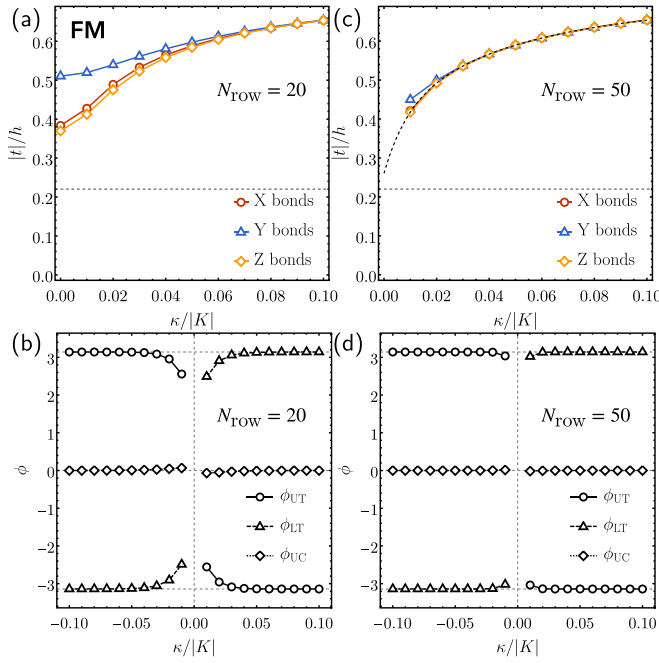 (a)
FM
|t|/h
0.6
0.5
0.4
0.3
0.2
0.1
0.0
N_row = 20
X bonds
Y bonds
Z bonds
0.00 0.02 0.04 0.06 0.08 0.10
κ/|K|
(c)
|t|/h
0.6
0.5
0.4
0.3
0.2
0.1
0.0
N_row = 50
X bonds
Y bonds
Z bonds
0.00 0.02 0.04 0.06 0.08 0.10
κ/|K|
(b)
ϕ
3
2
1
0
−1
−2
−3
N_row = 20
ϕ_UT
ϕ_LT
ϕ_UC
−0.10 −0.05 0.00 0.05 0.10
κ/|K|
(d)
ϕ
3
2
1
0
−1
−2
−3
N_row = 50
ϕ_UT
ϕ_LT
ϕ_UC
−0.10 −0.05 0.00 0.05 0.10
κ/|K|